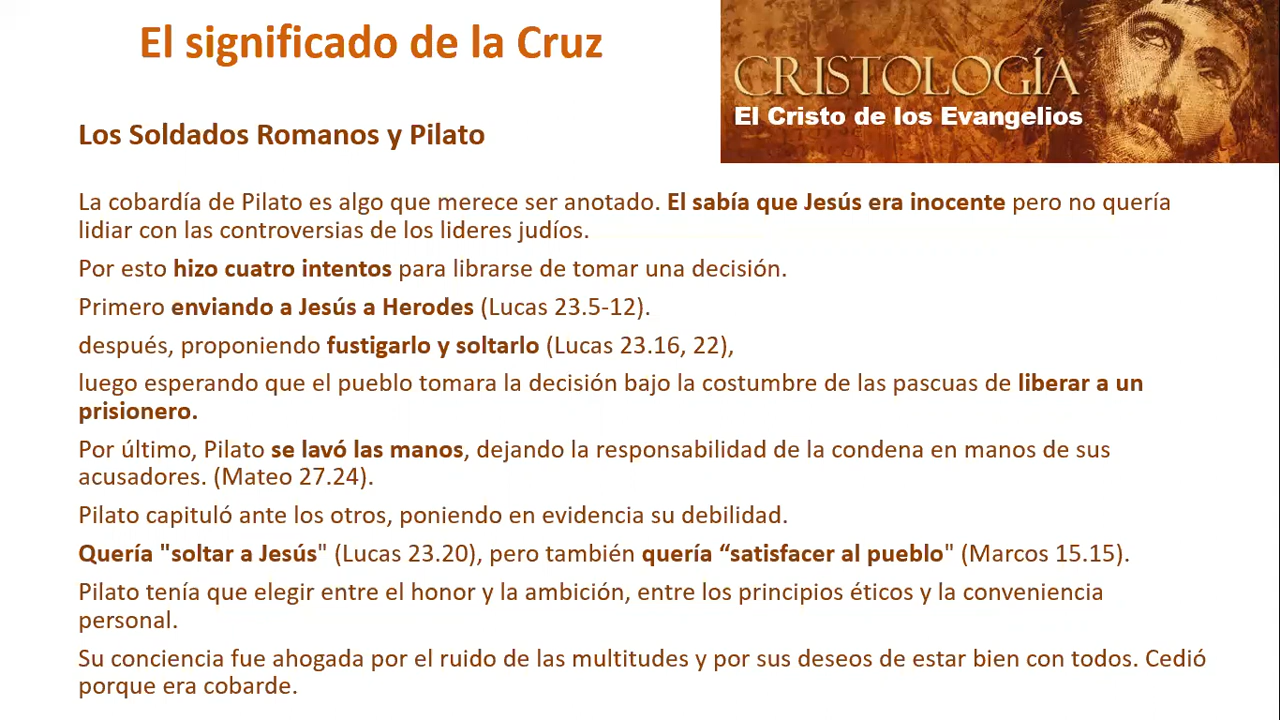 El significado de la Cruz
CRISTOLOGÍA
El Cristo de los Evangelios
Los Soldados Romanos y Pilato
La cobardía de Pilato es algo que merece ser anotado. El sabía que Jesús era inocente pero no quería
lidiar con las controversias de los lideres judíos.
Por esto hizo cuatro intentos para librarse de tomar una decisión.
Primero enviando a Jesús a Herodes (Lucas 23.5-12).
después, proponiendo fustigarlo y soltarlo (Lucas 23.16, 22),
luego esperando que el pueblo tomara la decisión bajo la costumbre de las pascuas de liberar a un
prisionero.
Por último, Pilato se lavó las manos, dejando la responsabilidad de la condena en manos de sus
acusadores. (Mateo 27.24).
Pilato capituló ante los otros, poniendo en evidencia su debilidad.
Quería "soltar a Jesús" (Lucas 23.20), pero también quería “satisfacer al pueblo" (Marcos 15.15).
Pilato tenía que elegir entre el honor y la ambición, entre los principios éticos y la conveniencia
personal.
Su conciencia fue ahogada por el ruido de las multitudes y por sus deseos de estar bien con todos. Cedió
porque era cobarde.